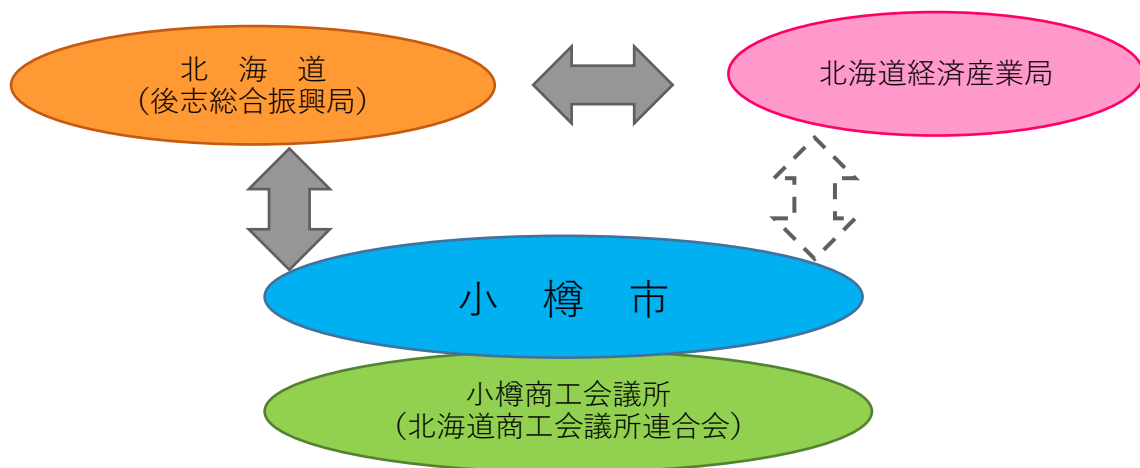 北　海　道
（後志総合振興局）
北海道経済産業局
小　樽　市
小樽商工会議所
（北海道商工会議所連合会）